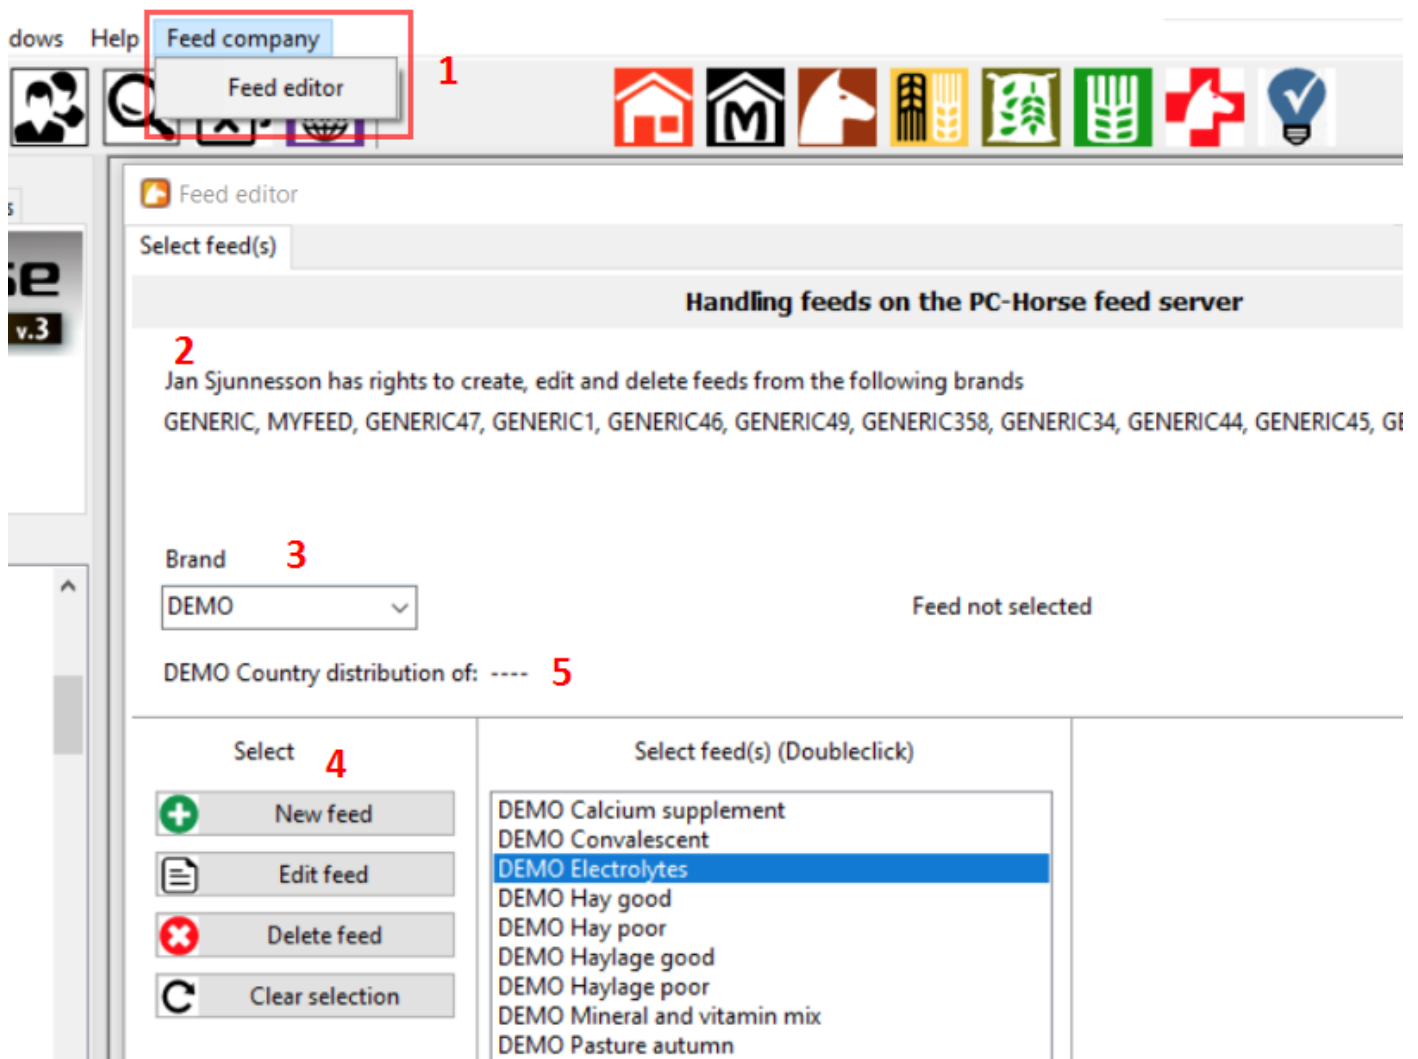 dows Help Feed company
Feed editor
1
M
Feed editor
s
Select feed(s)
se
v.3
Handling feeds on the PC-Horse feed server
2
Jan Sjunnesson has rights to create, edit and delete feeds from the following brands
GENERIC, MYFEED, GENERIC47, GENERIC1, GENERIC46, GENERIC49, GENERIC358, GENERIC34, GENERIC44, GENERIC45, GE
Brand 3
DEMO
Feed not selected
DEMO Country distribution of: ---- 5
Select 4
Select feed(s) (Doubleclick)
New feed
Edit feed
Delete feed
Clear selection
DEMO Calcium supplement
DEMO Convalescent
DEMO Electrolytes
DEMO Hay good
DEMO Hay poor
DEMO Haylage good
DEMO Haylage poor
DEMO Mineral and vitamin mix
DEMO Pasture autumn